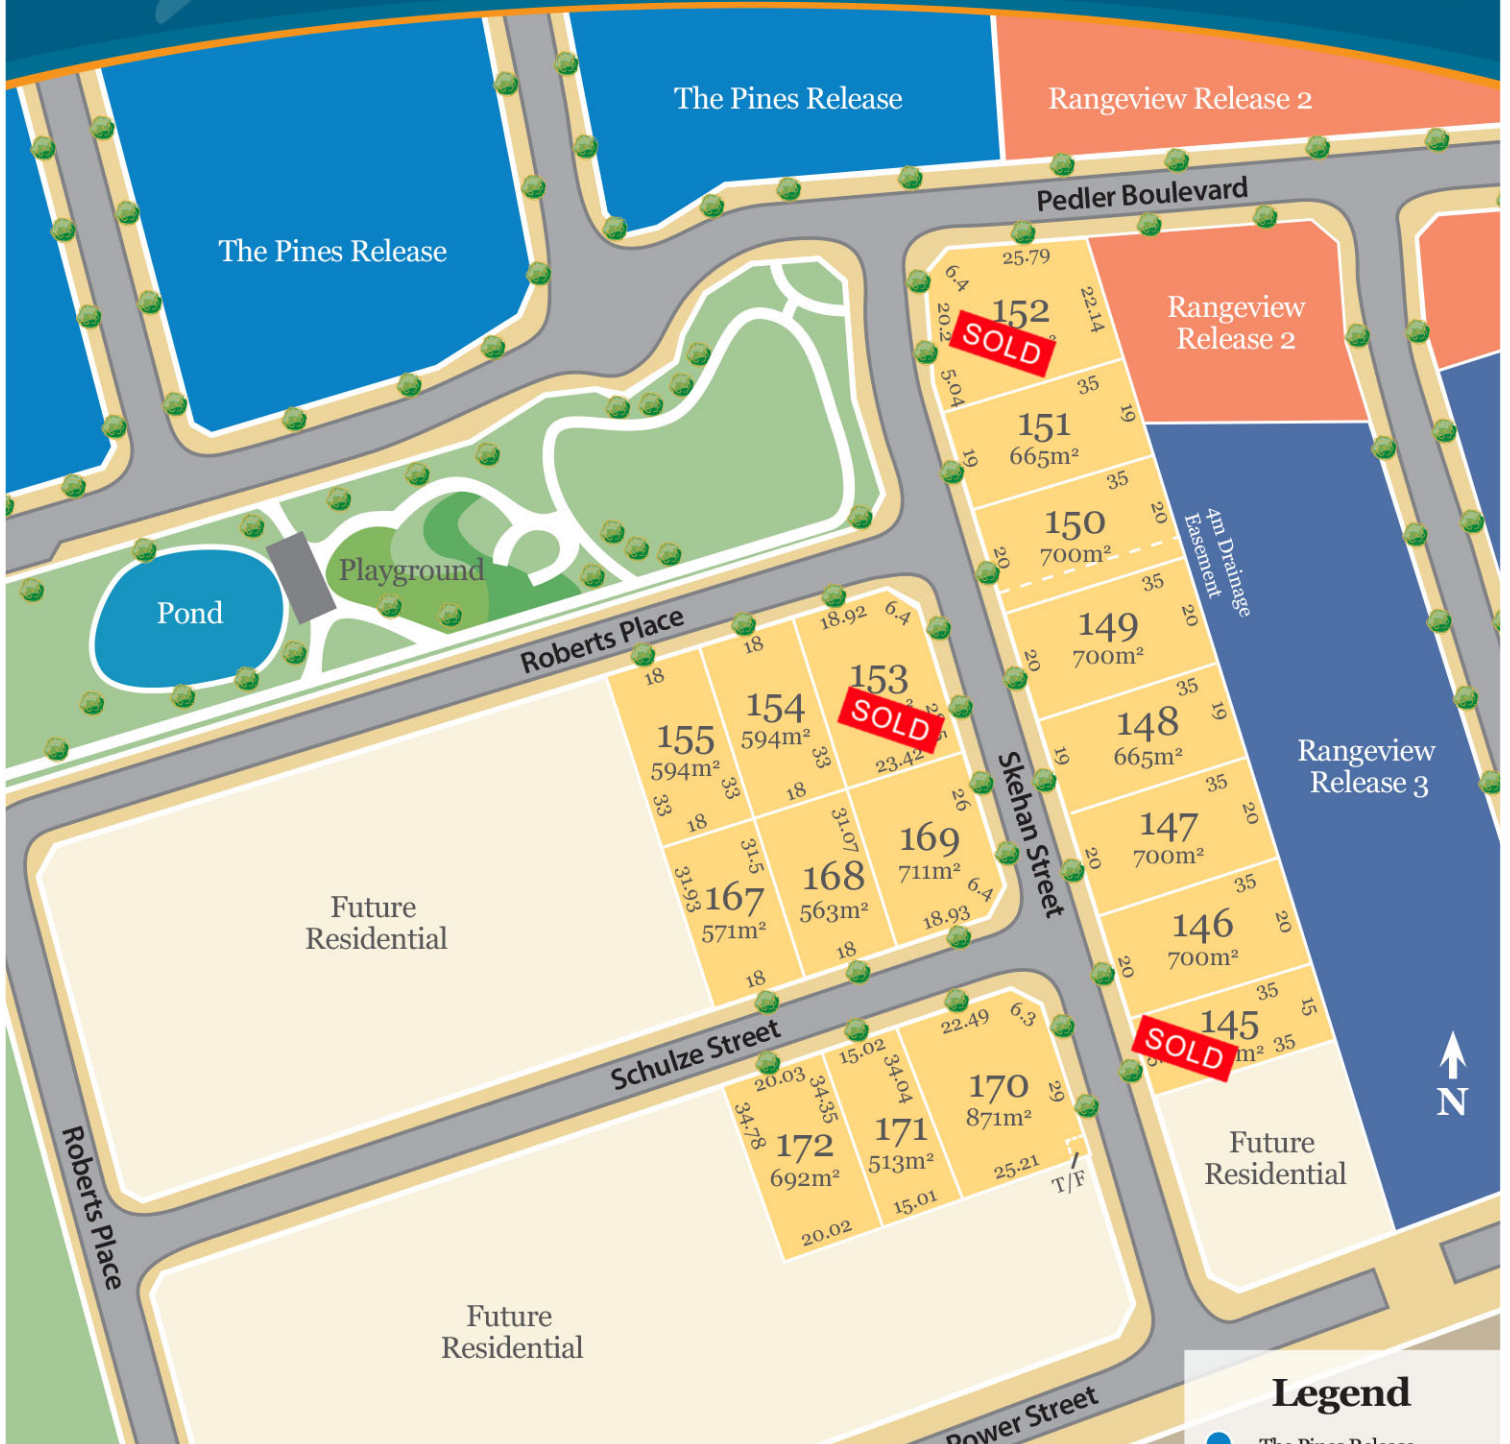 The Pines Release
Rangeview Release 2
Pedler Boulevard
The Pines Release
25.79
6.4
152
22.14
20.2
SOLD
Rangeview
Release 2
5.04
35
19
151
665m²
19
35
20
150
700m²
20
4m Drainage
Easement
35
20
149
700m²
20
Playground
Pond
Roberts Place
18
18
18.92
6.4
153
SOLD
23.42
154
594m²
33
18
155
594m²
33
33
18
35
19
148
665m²
19
Rangeview
Release 3
Skehan Street
35
20
147
700m²
20
26
169
711m²
6.4
18.93
31.07
168
563m²
18
31.5
31.93
167
571m²
18
Future
Residential
35
20
146
700m²
20
35
15
145
SOLD
m²
35
Schulze Street
22.49
6.3
170
871m²
29
25.21
T/F
15.02
34.04
171
513m²
15.01
20.03
34.35
34.78
172
692m²
20.02
N
Future
Residential
Roberts Place
Future
Residential
Power Street
Legend
The Pines Release